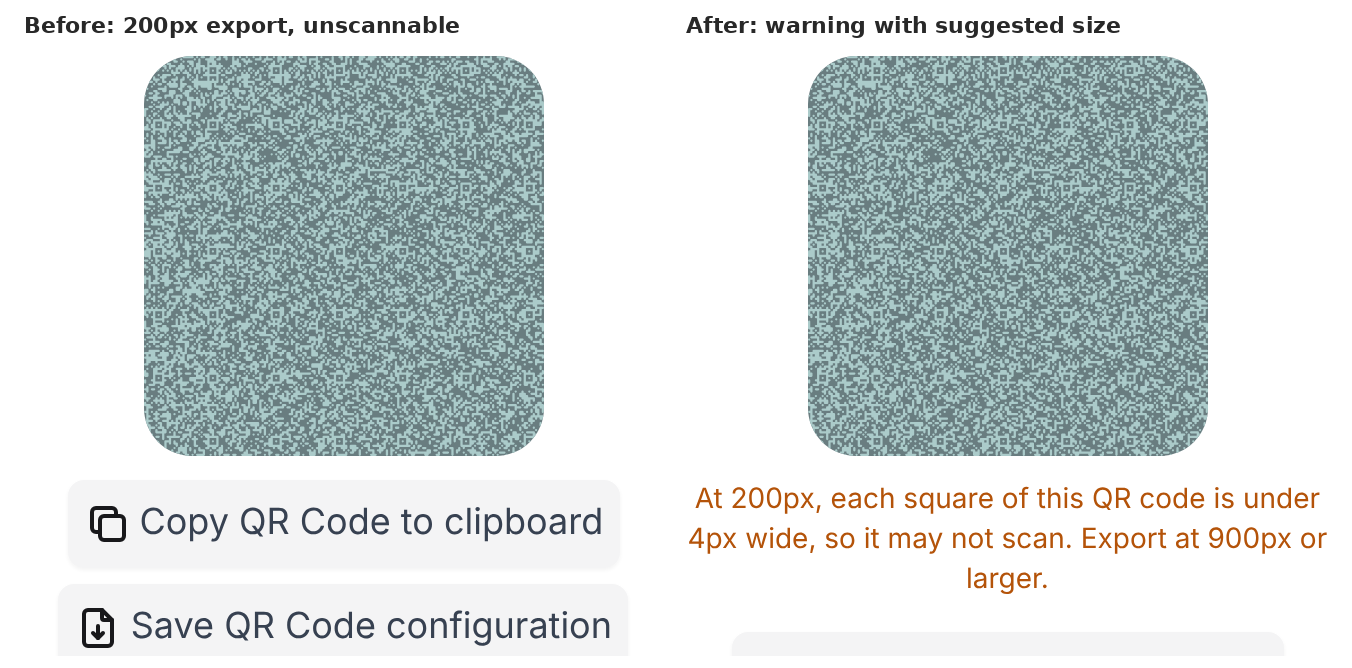 Before: 200px export, unscannable
After: warning with suggested size
Copy QR Code to clipboard
Save QR Code configuration
At 200px, each square of this QR code is under
4px wide, so it may not scan. Export at 900px or
larger.